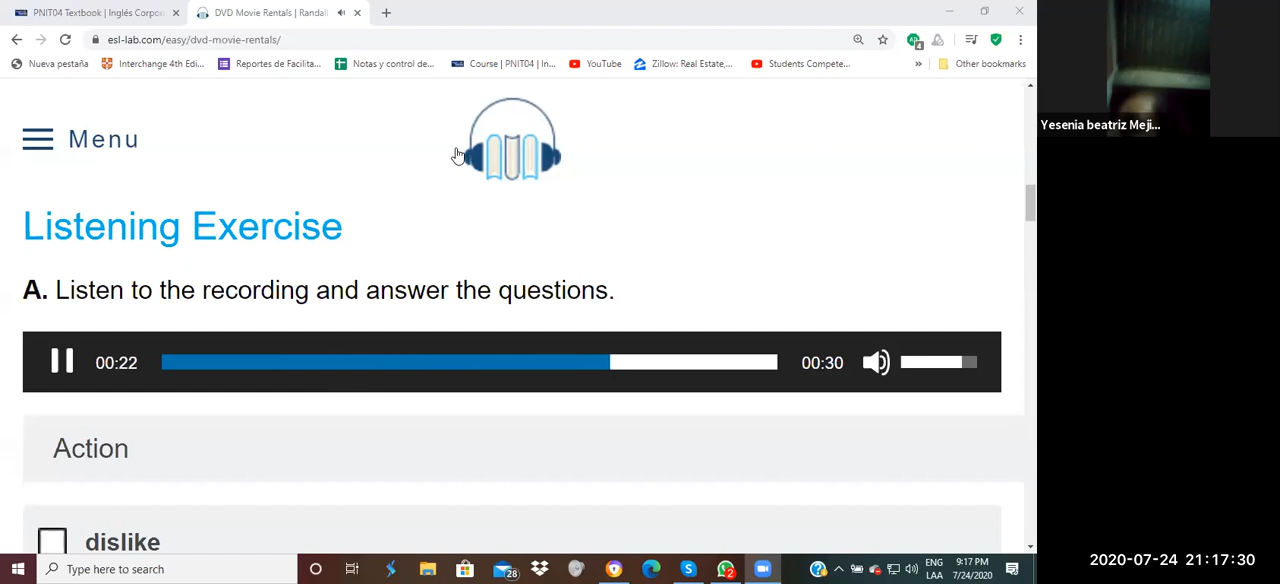 PNIT04 Textbook | Inglés Corpor
DVD Movie Rentals | Randall
esl-lab.com/easy/dvd-movie-rentals/
4
Nueva pestaña
Interchange 4th Edi...
Reportes de Facilita...
Notas y control de...
Course | PNIT04 | In...
YouTube
Zillow: Real Estate,...
Students Compete...
»
Other bookmarks
Yesenia beatriz Meji...
Menu
Listening Exercise
A. Listen to the recording and answer the questions.
00:22
00:30
Action
dislike
Type here to search
28
2
ENG
LAA
9:17 PM
7/24/2020
2020-07-24 21:17:30